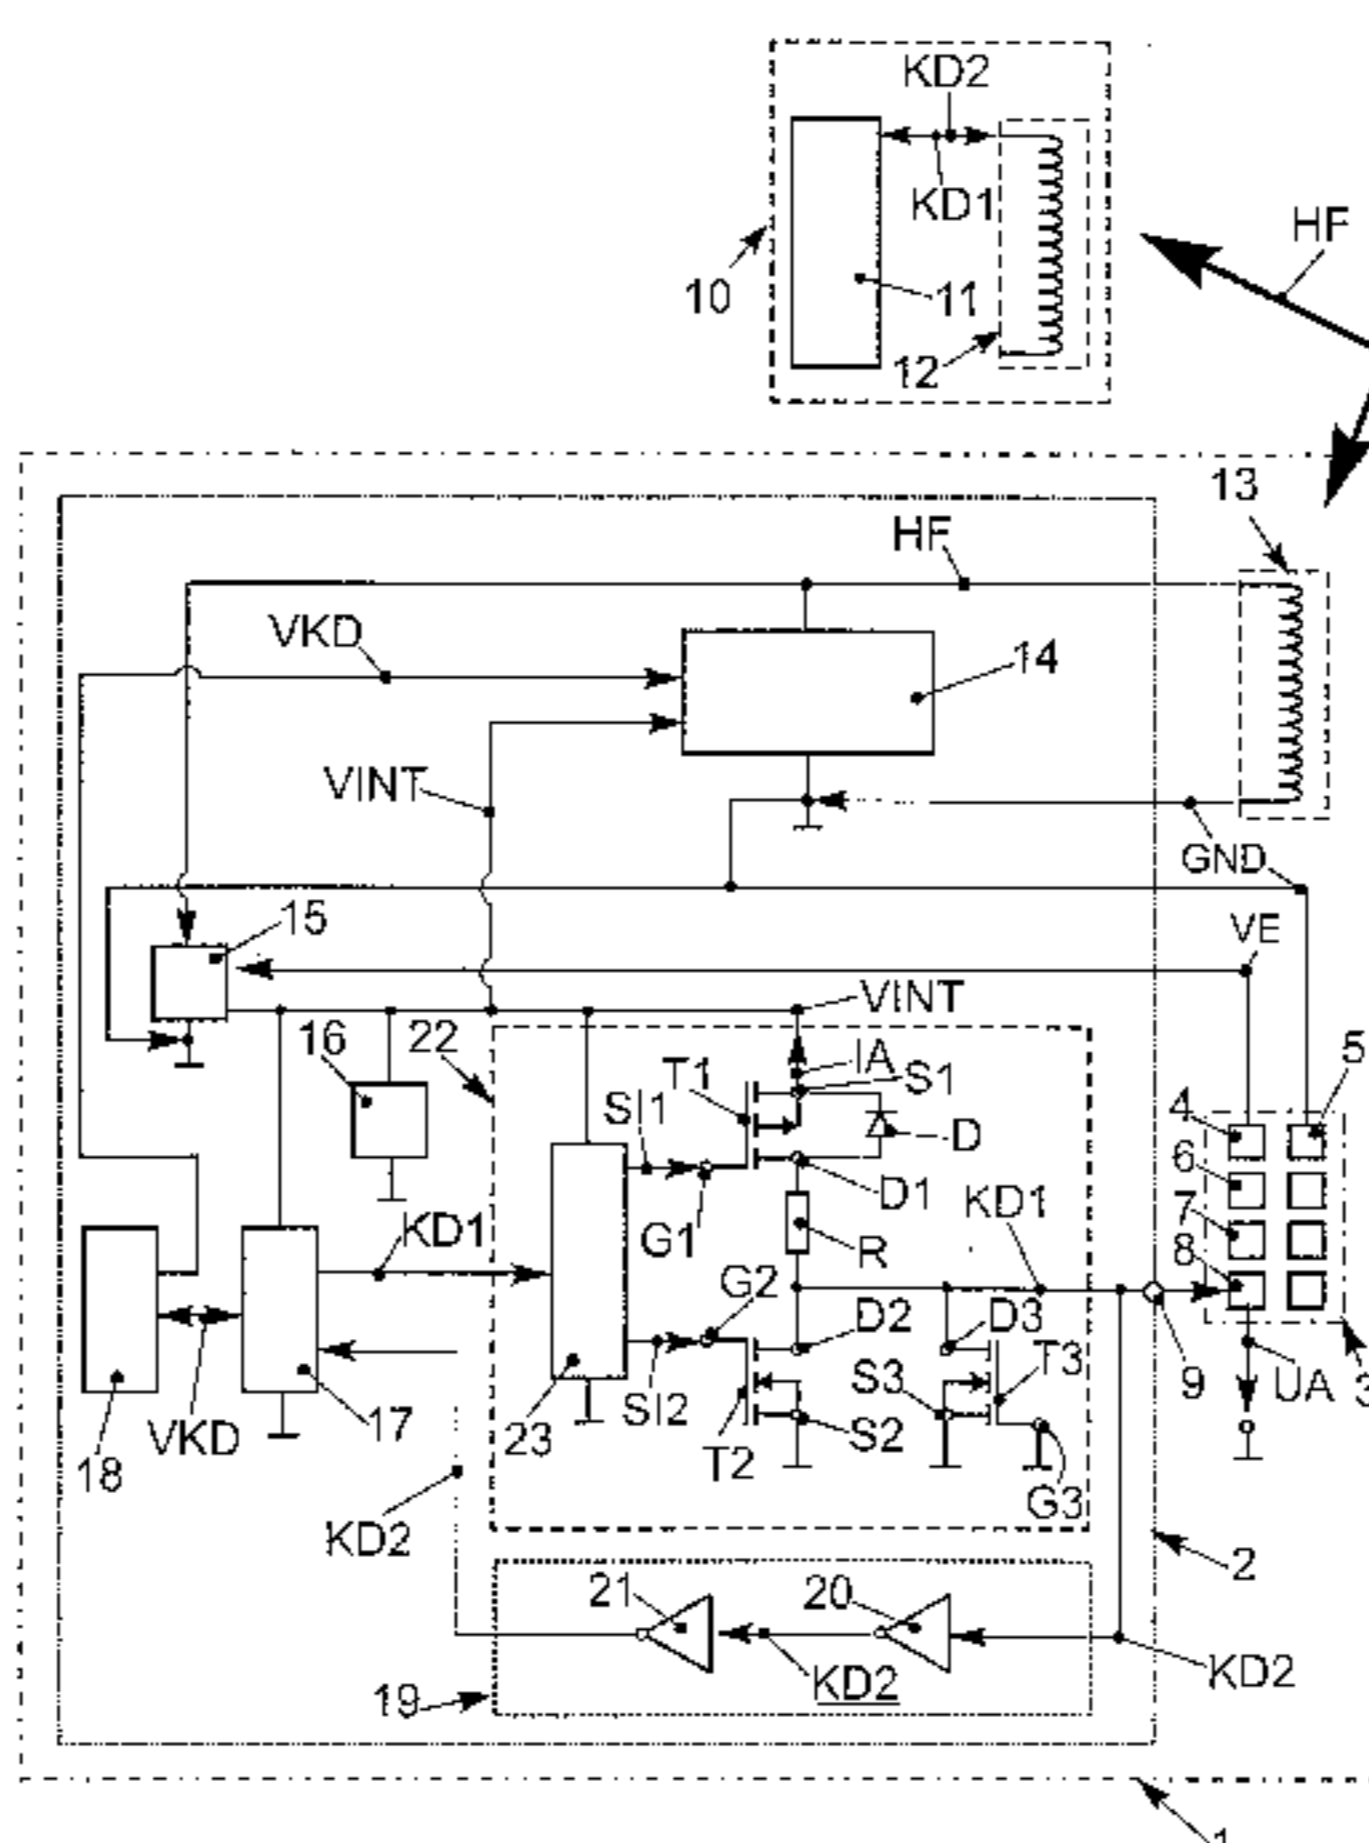 KD2
HF
KD1
10
11
12
13
HF
VKD
14
VINT
GND
15
VE
VINT
16
22
IA
5
T1
S1
4
SI1
D
6
D1
KD1
7
KD1
G1
R
8
G2
D2
D3
T3
S3
9
UA
3
SI2
17
23
S2
VKD
T2
18
G3
KD2
2
21
20
KD2
KD2
19
1